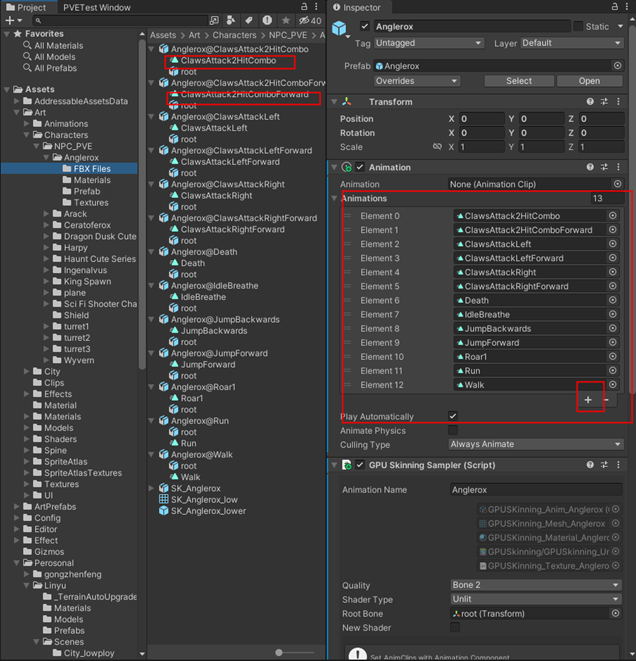 Project
PVETest Window
40
Favorites
All Materials
All Models
All Prefabs
Assets
AddressableAssetsData
Art
Animations
Characters
NPC_PVE
Anglerox
FBX Files
Materials
Prefab
Textures
Arack
Ceratoferox
Dragon Dusk Cute
Harpy
Haunt Cute Series
Ingenalvus
King Spawn
plane
Sci Fi Shooter Cha
Shield
turret1
turret2
turret3
Wyvern
City
Clips
Effects
Material
Materials
Models
Shaders
Spine
SpriteAtlas
SpriteAtlasTextures
Textures
UI
ArtPrefabs
Config
Editor
Effect
Gizmos
Perosonal
gongzhenfeng
Linyu
_TerrainAutoUpgrade
Materials
Models
Prefabs
Scenes
City_lowploy
Assets > Art > Characters > NPC_PVE > A
Anglerox@ClawsAttack2HitCombo
ClawsAttack2HitCombo
root
Anglerox@ClawsAttack2HitComboForw
ClawsAttack2HitComboForward
root
Anglerox@ClawsAttackLeft
ClawsAttackLeft
root
Anglerox@ClawsAttackLeftForward
ClawsAttackLeftForward
root
Anglerox@ClawsAttackRight
ClawsAttackRight
root
Anglerox@ClawsAttackRightForward
ClawsAttackRightForward
root
Anglerox@Death
Death
root
Anglerox@IdleBreathe
IdleBreathe
root
Anglerox@JumpBackwards
JumpBackwards
root
Anglerox@JumpForward
JumpForward
root
Anglerox@Roar1
Roar1
root
Anglerox@Run
root
Run
Anglerox@Walk
root
Walk
SK_Anglerox
SK_Anglerox_low
SK_Anglerox_lower
Inspector
Anglerox Static
Tag Untagged Layer Default
Prefab Anglerox
Overrides Select Open
Transform
Position X 0 Y 0 Z 0
Rotation X 0 Y 0 Z 0
Scale X 1 Y 1 Z 1
Animation
Animation None (Animation Clip)
Animations 13
Element 0 ClawsAttack2HitCombo
Element 1 ClawsAttack2HitComboForward
Element 2 ClawsAttackLeft
Element 3 ClawsAttackLeftForward
Element 4 ClawsAttackRight
Element 5 ClawsAttackRightForward
Element 6 Death
Element 7 IdleBreathe
Element 8 JumpBackwards
Element 9 JumpForward
Element 10 Roar1
Element 11 Run
Element 12 Walk
+ -
Play Automatically
Animate Physics
Culling Type Always Animate
GPU Skinning Sampler (Script)
Animation Name Anglerox
GPUSKinning_Anim_Anglerox (
GPUSKinning_Mesh_Anglerox
GPUSKinning_Material_Anglero
GPUSKinning/GPUSkinning_Un
GPUSKinning_Texture_Anglero
Quality Bone 2
Shader Type Unlit
Root Bone root (Transform)
New Shader
Set AnimClips with Animation Component